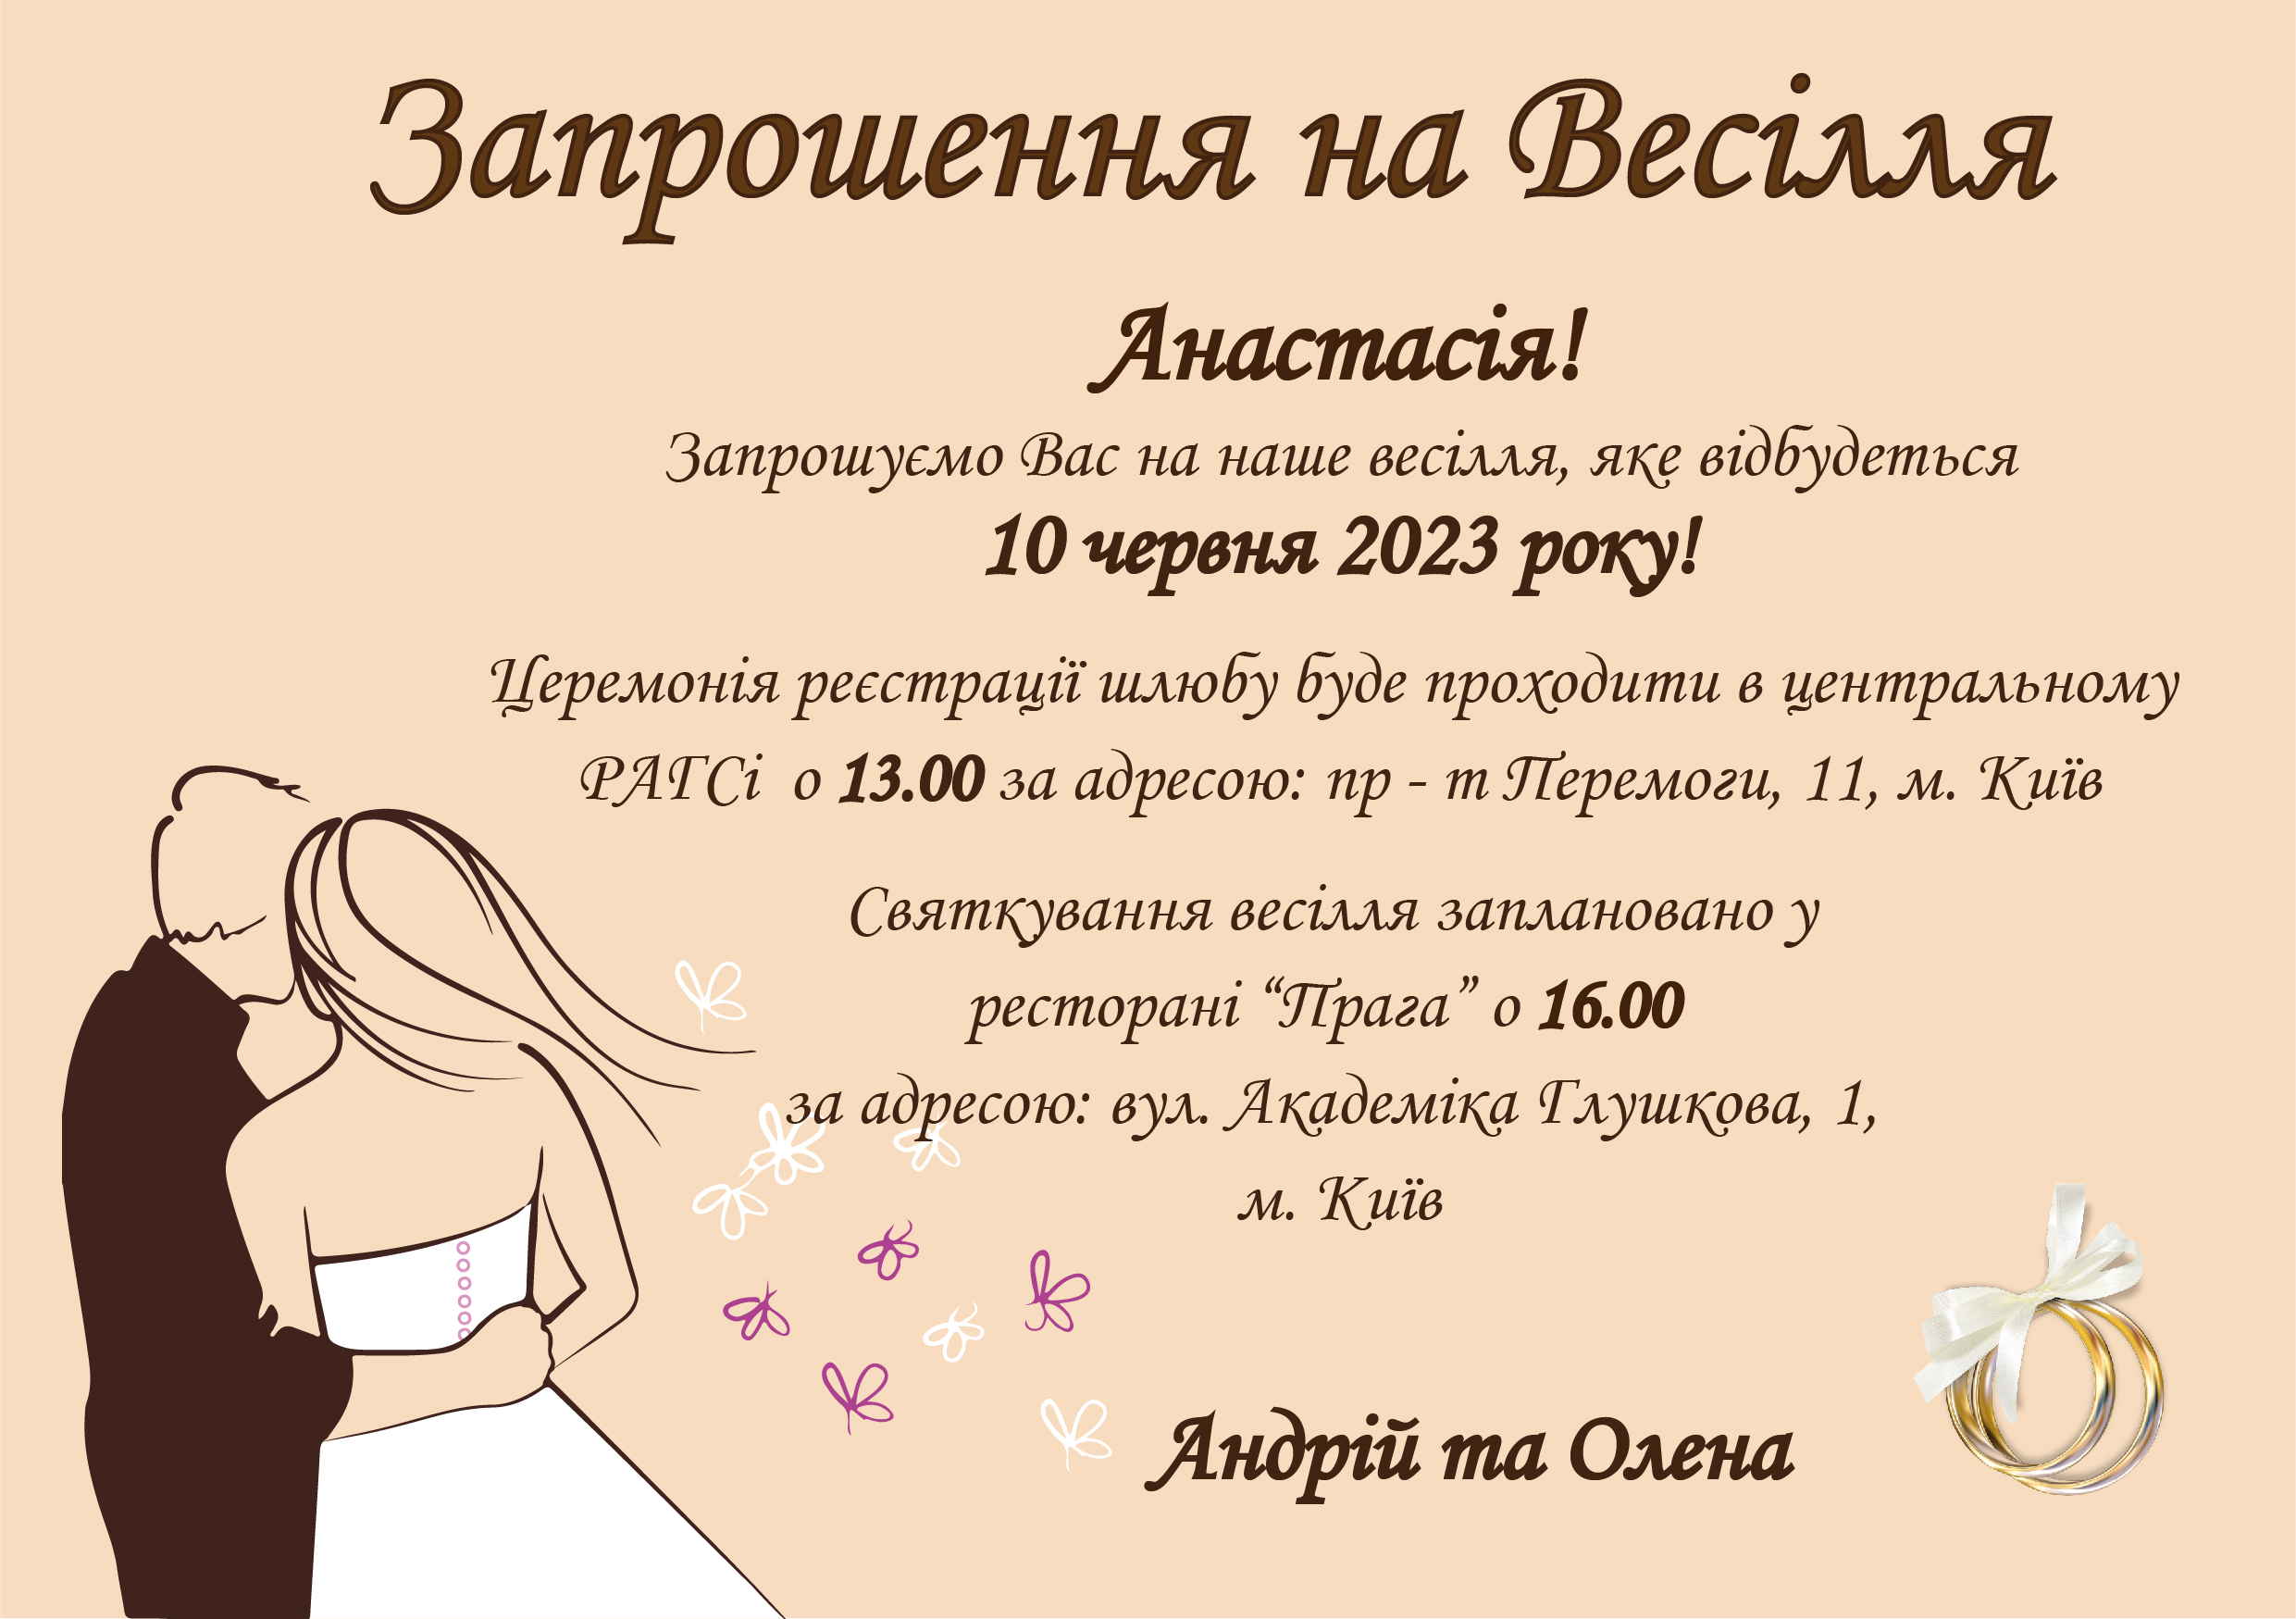 Запрошення на Весілля
Анастасія!
Запрошуємо Вас на наше весілля, яке відбудеться
10 червня 2023 року!
Церемонія реєстрації шлюбу буде проходити в центральному
РАГСі  о 13.00 за адресою: пр - т Перемоги, 11, м. Київ
Святкування весілля заплановано у
ресторані “Прага” о 16.00
за адресою: вул. Академіка Глушкова, 1,
м. Київ
Андрій та Олена